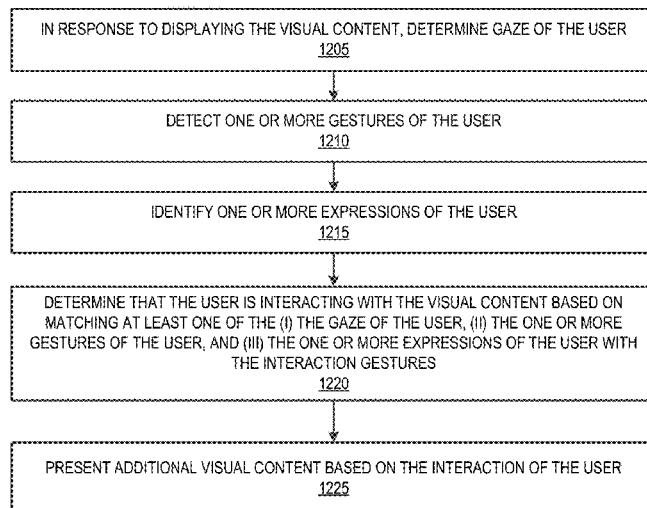 IN RESPONSE TO DISPLAYING THE VISUAL CONTENT, DETERMINE GAZE OF THE USER
1205
DETECT ONE OR MORE GESTURES OF THE USER
1210
IDENTIFY ONE OR MORE EXPRESSIONS OF THE USER
1215
DETERMINE THAT THE USER IS INTERACTING WITH THE VISUAL CONTENT BASED ON
MATCHING AT LEAST ONE OF THE (I) THE GAZE OF THE USER, (II) THE ONE OR MORE
GESTURES OF THE USER, AND (III) THE ONE OR MORE EXPRESSIONS OF THE USER WITH
THE INTERACTION GESTURES
1220
PRESENT ADDITIONAL VISUAL CONTENT BASED ON THE INTERACTION OF THE USER
1225